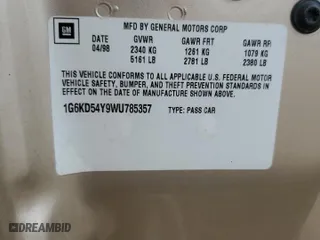 GM
MFD BY GENERAL MOTORS CORP
DATE GVWR GAWR FRT GAWR RR
04/98 2340 KG 1261 KG 1079 KG
5161 LB 2781 LB 2380 LB
THIS VEHICLE CONFORMS TO ALL APPLICABLE U.S. FEDERAL MOTOR
VEHICLE SAFETY, BUMPER, AND THEFT PREVENTION STANDARDS
IN EFFECT ON THE DATE OF MANUFACTURE SHOWN ABOVE.
1G6KD54Y9WU785357 TYPE: PASS CAR
DREAMBID